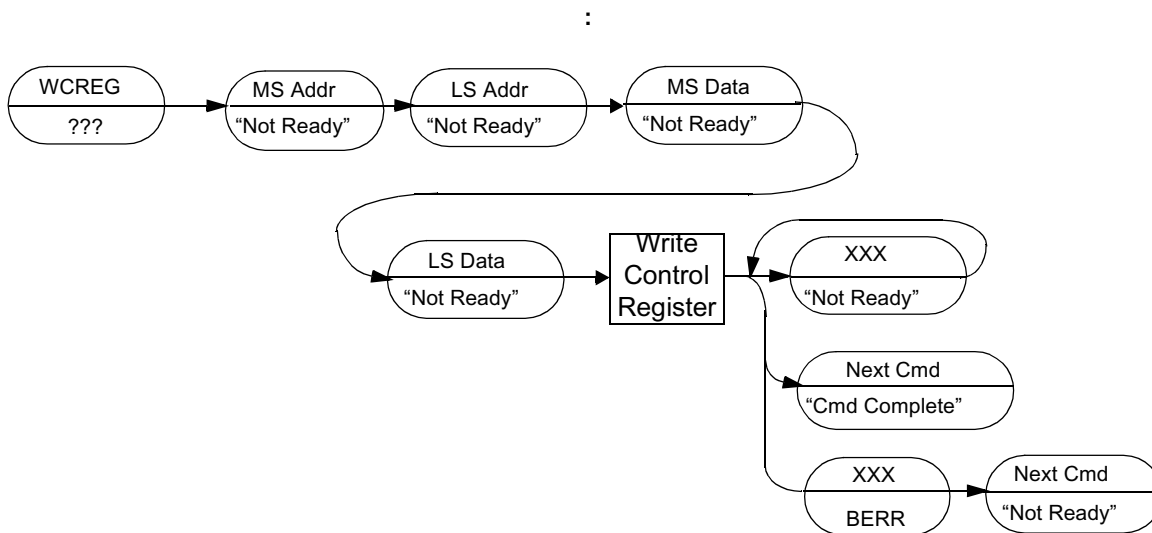 :
WCREG
???
MS Addr
“Not Ready”
LS Addr
“Not Ready”
MS Data
“Not Ready”
LS Data
“Not Ready”
Write
Control
Register
XXX
“Not Ready”
Next Cmd
“Cmd Complete”
XXX
BERR
Next Cmd
“Not Ready”